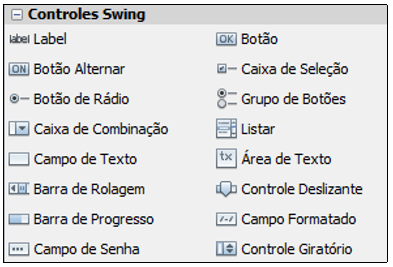 Controles Swing
label Label OK Botão
ON Botão Alternar Caixa de Seleção
Botão de Rádio Grupo de Botões
Caixa de Combinação Listar
Campo de Texto tx Área de Texto
Barra de Rolagem Controle Deslizante
Barra de Progresso Campo Formatado
Campo de Senha Controle Giratório